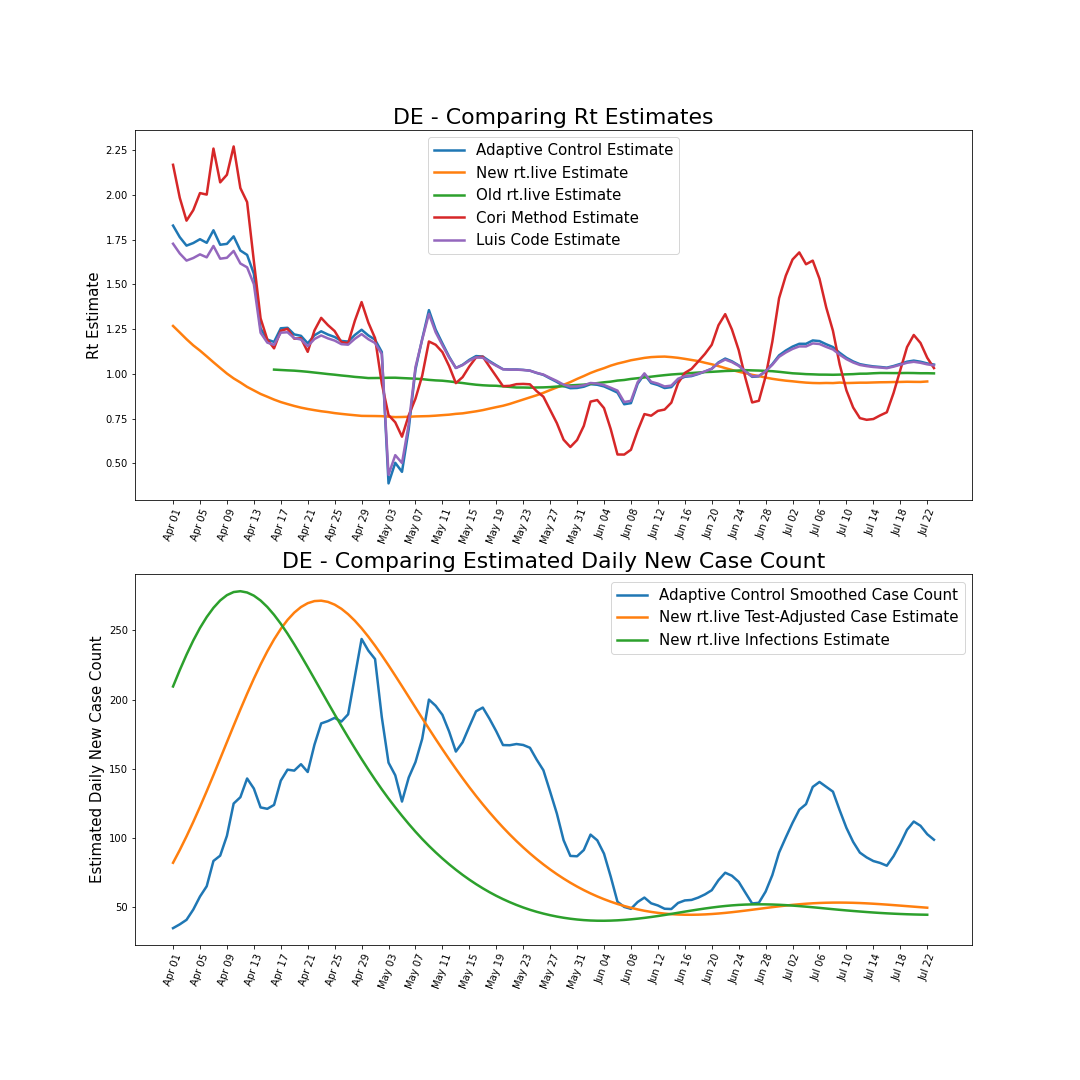 DE - Comparing Rt Estimates
Rt Estimate
2.25
2.00
1.75
1.50
1.25
1.00
0.75
0.50
Adaptive Control Estimate
New rt.live Estimate
Old rt.live Estimate
Cori Method Estimate
Luis Code Estimate
Apr 01
Apr 05
Apr 09
Apr 13
Apr 17
Apr 21
Apr 25
Apr 29
May 03
May 07
May 11
May 15
May 19
May 23
May 27
May 31
Jun 04
Jun 08
Jun 12
Jun 16
Jun 20
Jun 24
Jun 28
Jul 02
Jul 06
Jul 10
Jul 14
Jul 18
Jul 22
DE - Comparing Estimated Daily New Case Count
Estimated Daily New Case Count
250
200
150
100
50
Adaptive Control Smoothed Case Count
New rt.live Test-Adjusted Case Estimate
New rt.live Infections Estimate
Apr 01
Apr 05
Apr 09
Apr 13
Apr 17
Apr 21
Apr 25
Apr 29
May 03
May 07
May 11
May 15
May 19
May 23
May 27
May 31
Jun 04
Jun 08
Jun 12
Jun 16
Jun 20
Jun 24
Jun 28
Jul 02
Jul 06
Jul 10
Jul 14
Jul 18
Jul 22